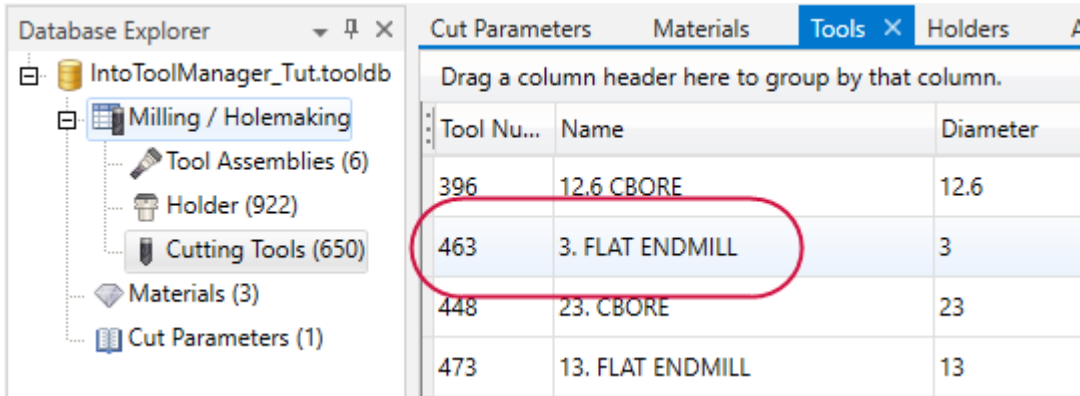 Database Explorer
IntoToolManager_Tut.tooldb
Milling / Holemaking
Tool Assemblies (6)
Holder (922)
Cutting Tools (650)
Materials (3)
Cut Parameters (1)
Cut Parameters Materials Tools Holders A
Drag a column header here to group by that column.
Tool Nu... Name Diameter
396 12.6 CBORE 12.6
463 3. FLAT ENDMILL 3
448 23. CBORE 23
473 13. FLAT ENDMILL 13